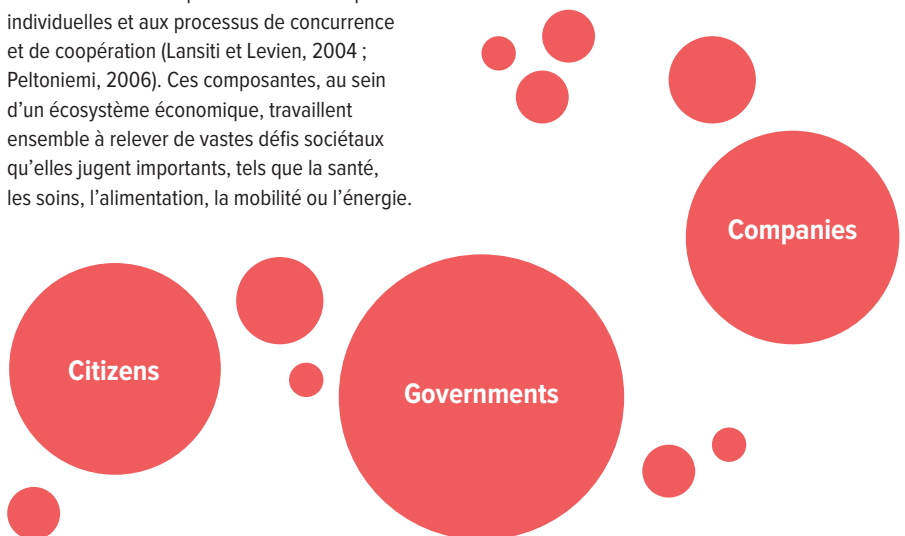 individuelles et aux processus de concurrence
et de coopération (Lansiti et Levien, 2004 ;
Peltoniemi, 2006). Ces composantes, au sein
d’un écosystème économique, travaillent
ensemble à relever de vastes défis sociétaux
qu’elles jugent importants, tels que la santé,
les soins, l’alimentation, la mobilité ou l’énergie.
Companies
Citizens
Governments